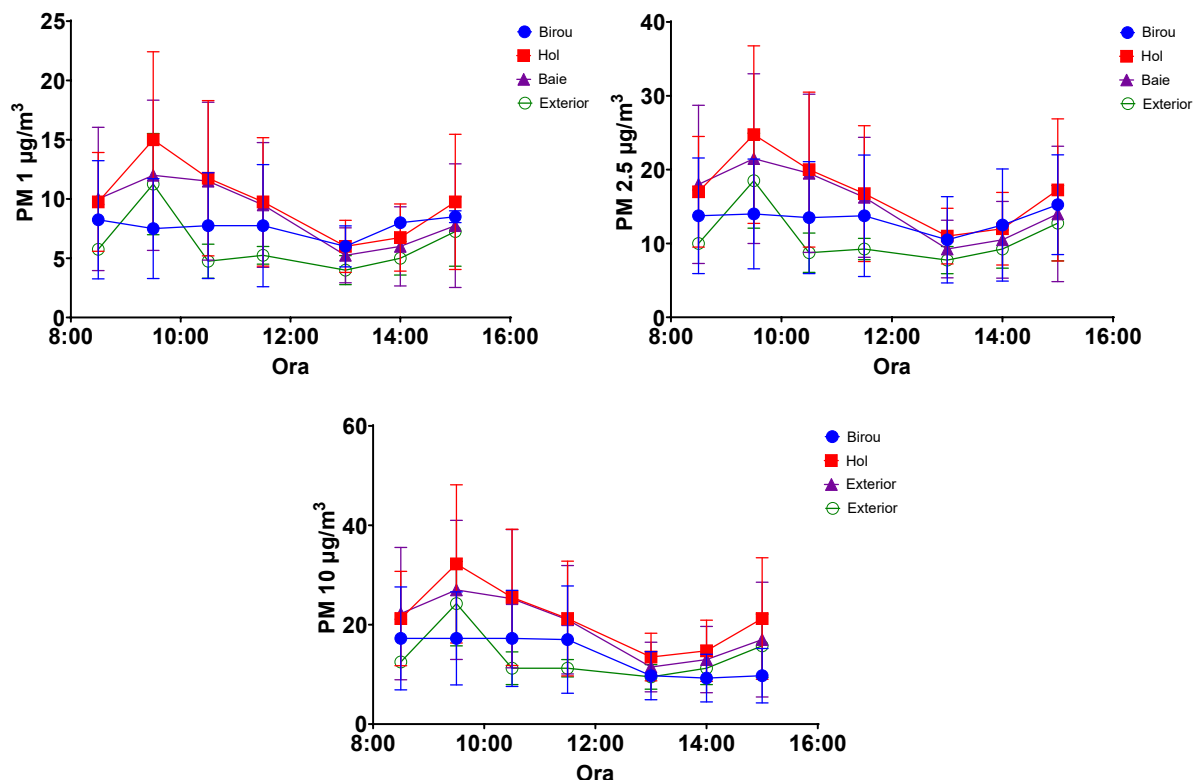 25
20
15
10
5
0
PM 1 µg/m³
8:00 10:00 12:00 14:00 16:00
Ora
Birou
Hol
Baie
Exterior
40
30
20
10
0
PM 2.5 µg/m³
8:00 10:00 12:00 14:00 16:00
Ora
Birou
Hol
Baie
Exterior
60
40
20
0
PM 10 µg/m³
8:00 10:00 12:00 14:00 16:00
Ora
Birou
Hol
Exterior
Exterior